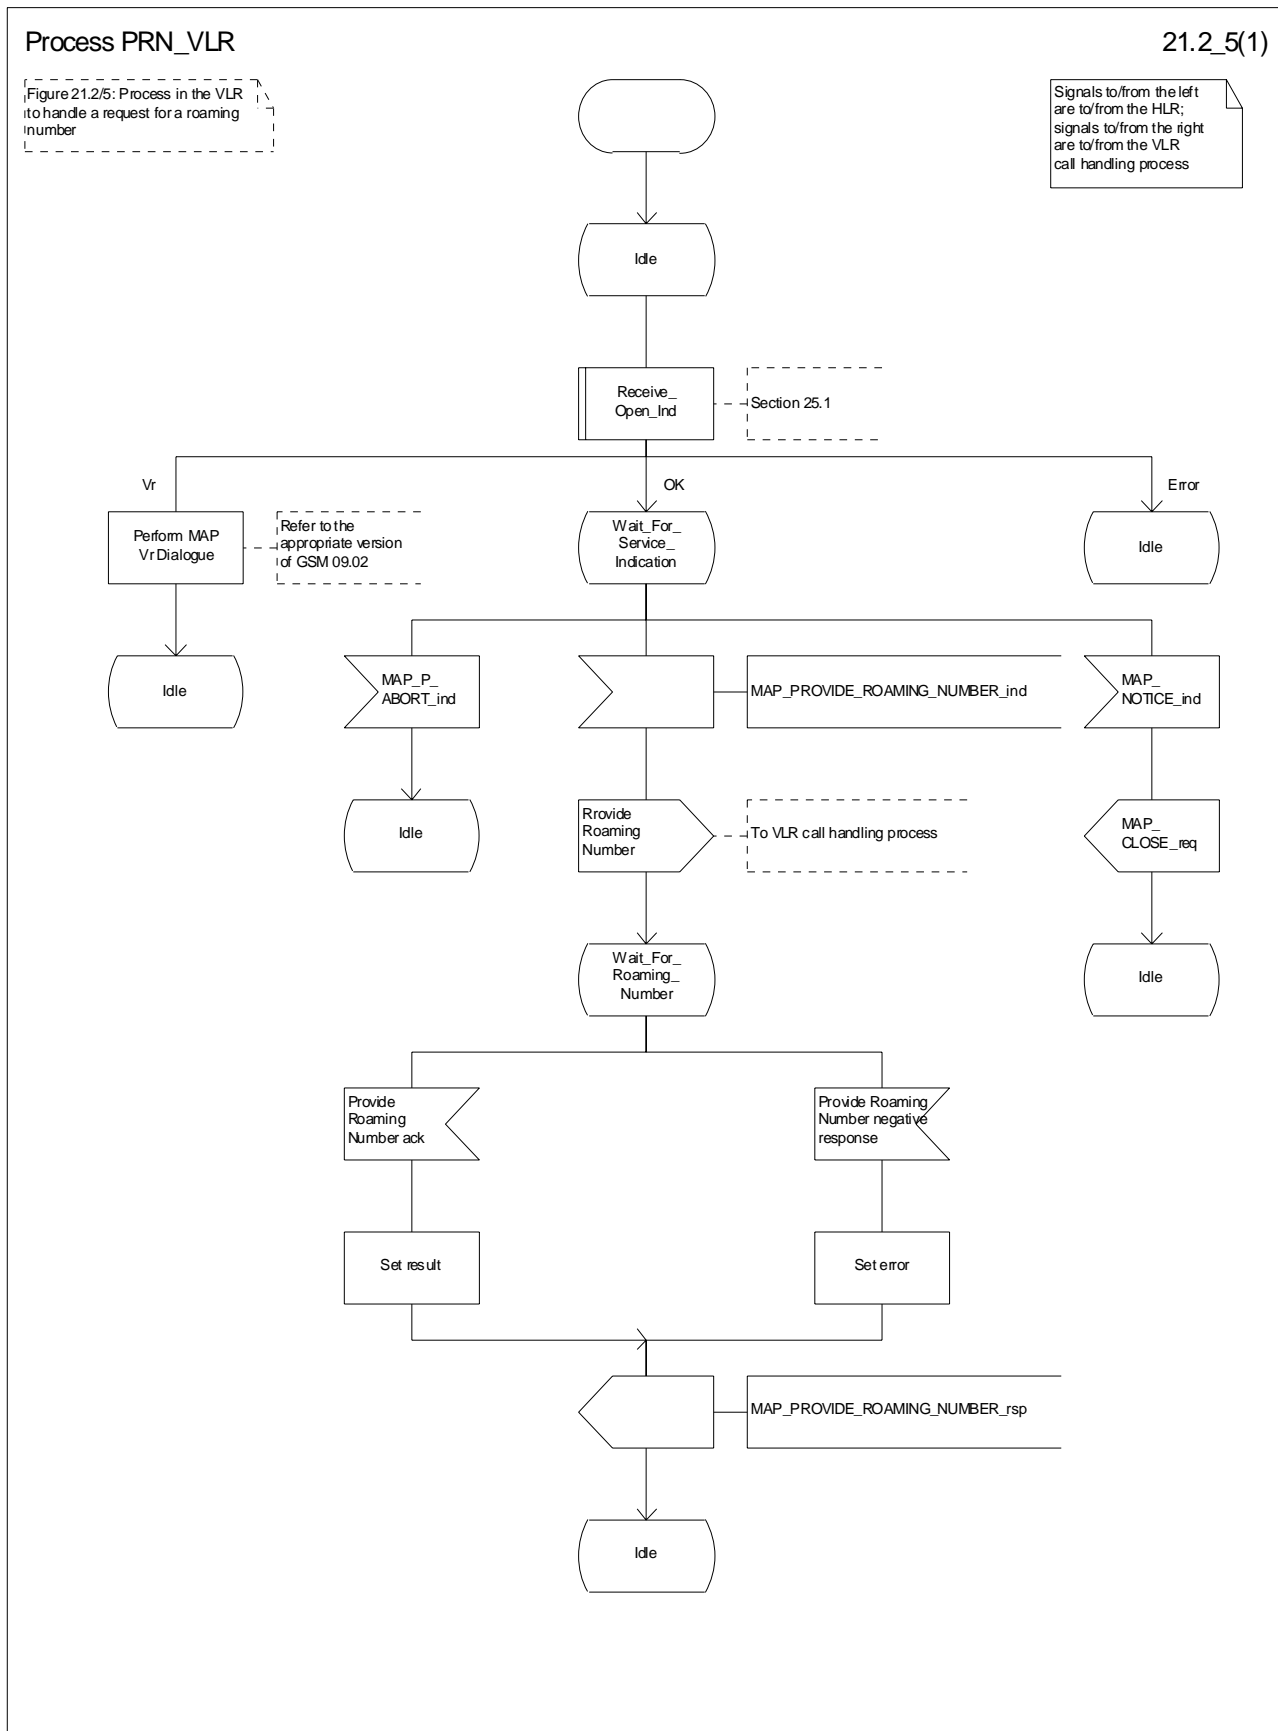 Process PRN_VLR
21.2_5(1)
Figure 21.2/5: Process in the VLR
to handle a request for a roaming
number
Signals to/from the left
are to/from the HLR;
signals to/from the right
are to/from the VLR
call handling process
Idle
Receive_
Open_Ind
Section 25.1
Vr
OK
Error
Perform MAP
Vr Dialogue
Refer to the
appropriate version
of GSM 09.02
Wait_For_
Service_
Indication
Idle
Idle
MAP_P_
ABORT_ind
MAP_PROVIDE_ROAMING_NUMBER_ind
MAP_
NOTICE_ind
Idle
Rrovide
Roaming
Number
To VLR call handling process
MAP_
CLOSE_req
Wait_For_
Roaming_
Number
Idle
Provide
Roaming
Number ack
Provide Roaming
Number negative
response
Set result
Set error
MAP_PROVIDE_ROAMING_NUMBER_rsp
Idle